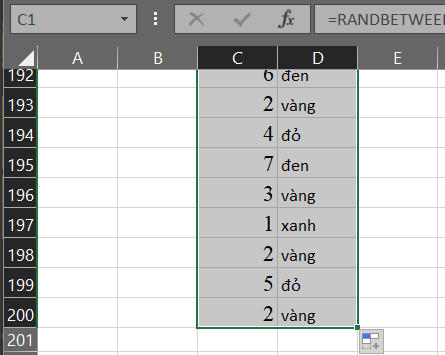 C1 fx =RANDBETWEE
A B C D E
192 6 đen
193 2 vàng
194 4 đỏ
195 7 đen
196 3 vàng
197 1 xanh
198 2 vàng
199 5 đỏ
200 2 vàng
201